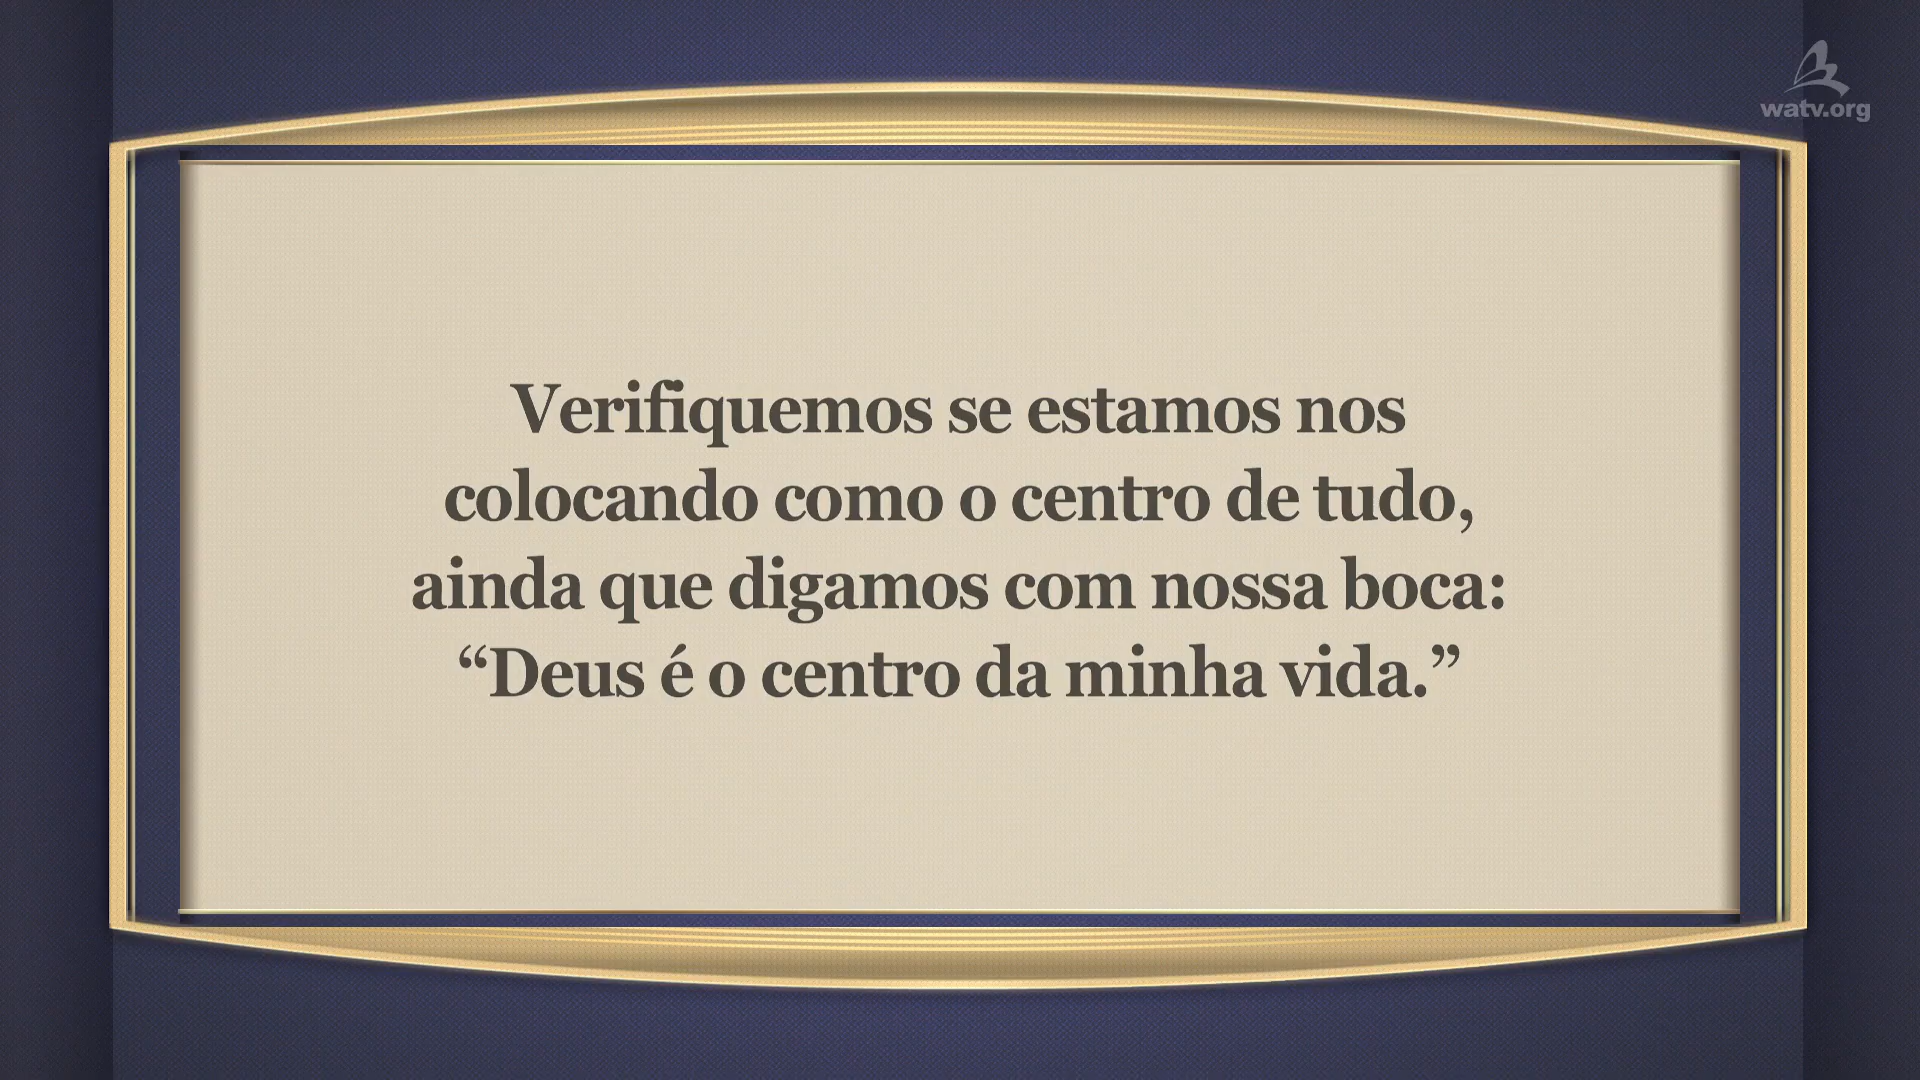 watv.org
Verifiquemos se estamos nos
colocando como o centro de tudo,
ainda que digamos com nossa boca:
“Deus é o centro da minha vida.”